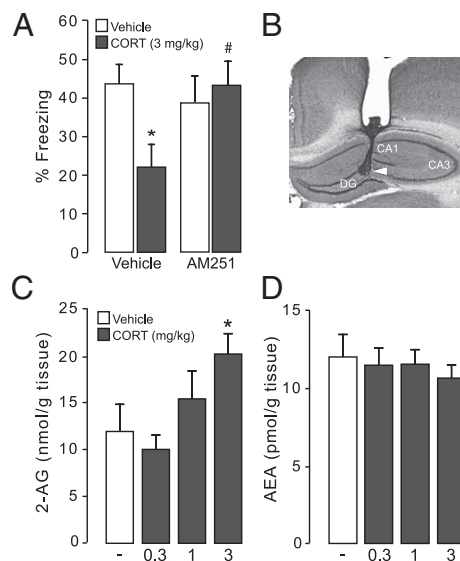 A
Vehicle
CORT (3 mg/kg)
% Freezing
60
50
40
30
20
10
0
*
#
Vehicle
AM251
B
CA1
CA3
DG
C
Vehicle
CORT (mg/kg)
2-AG (nmol/g tissue)
25
20
15
10
5
0
*
-
0.3
1
3
D
AEA (pmol/g tissue)
15
10
5
0
-
0.3
1
3